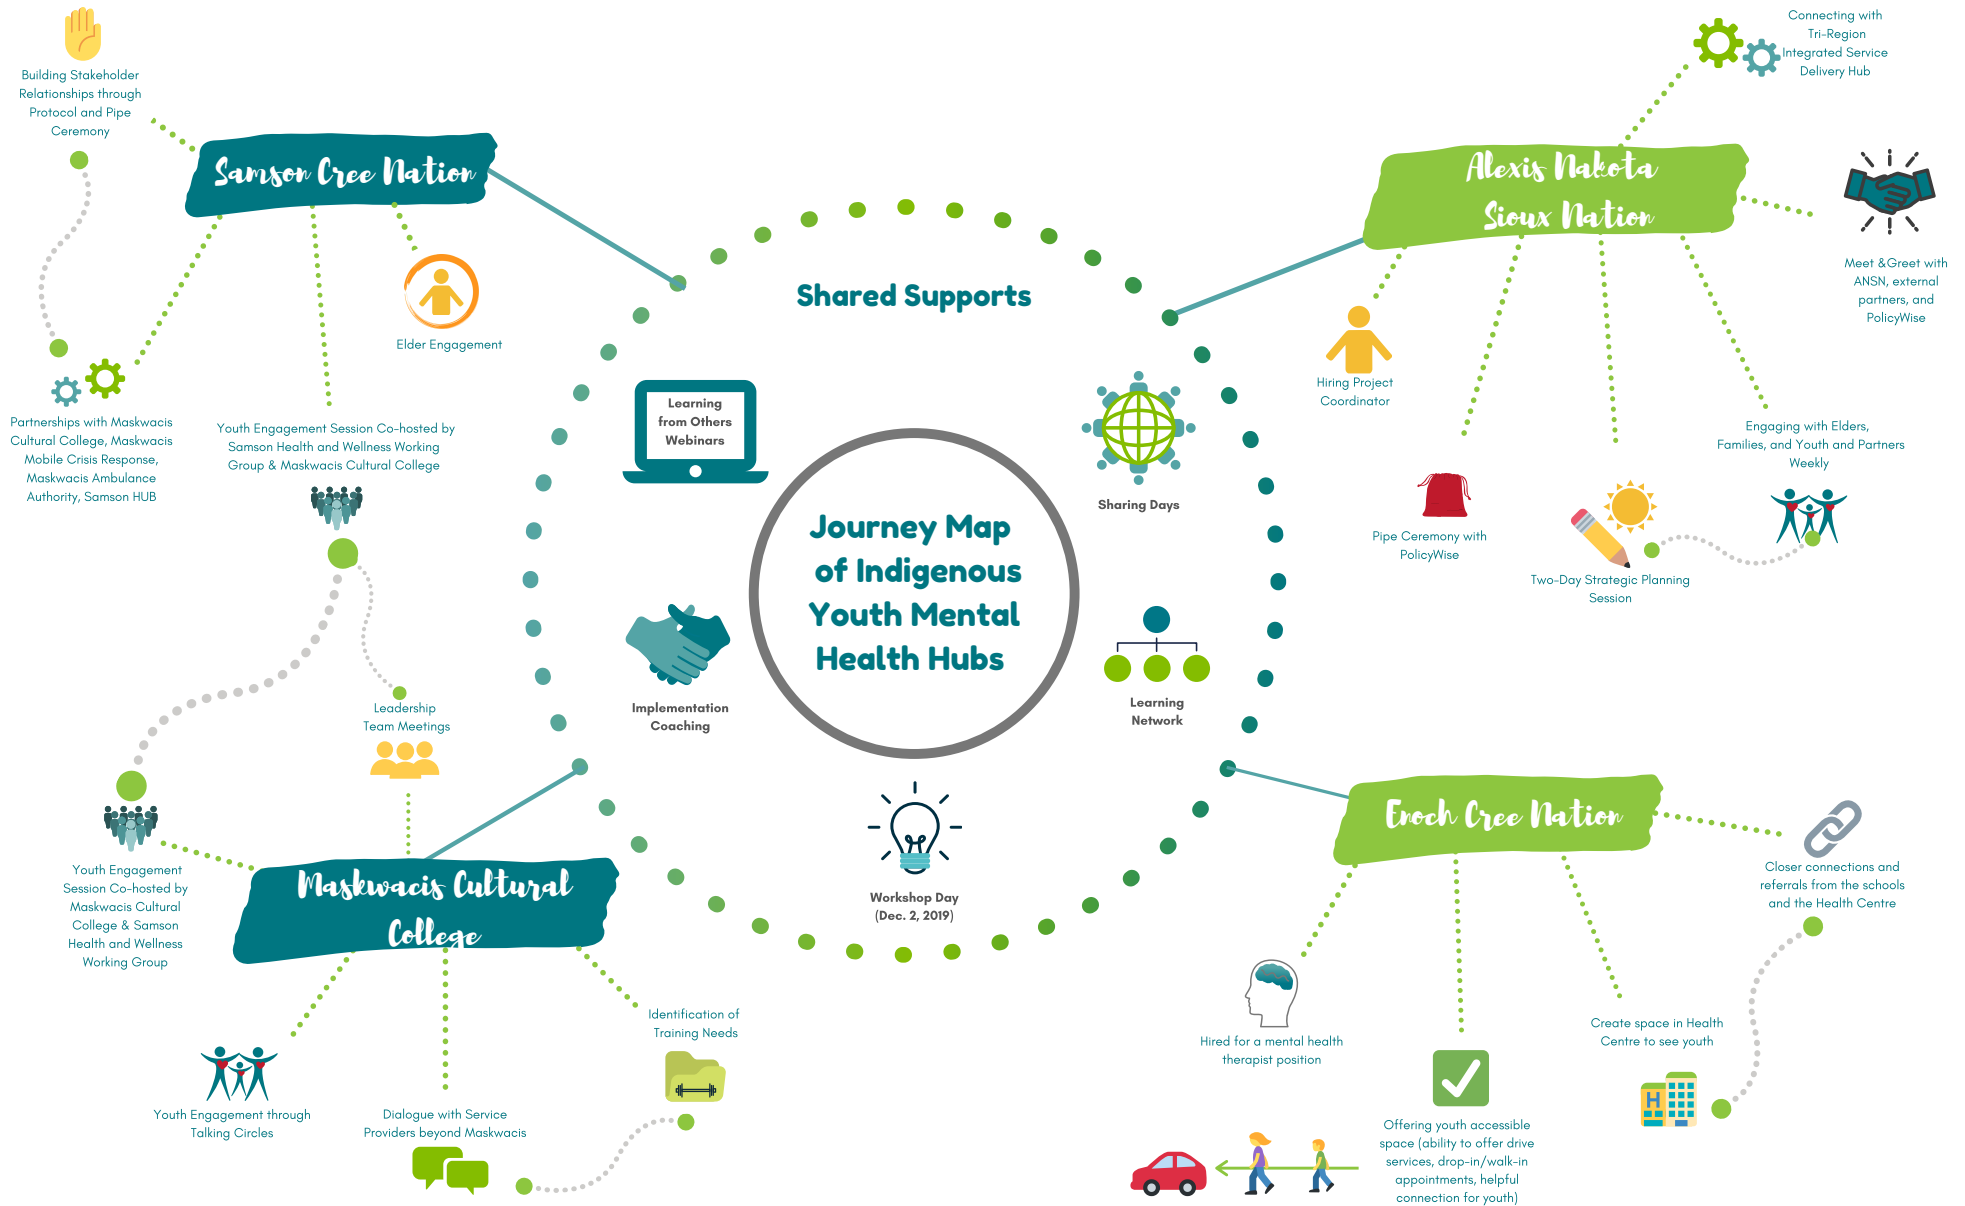 Building Stakeholder
Relationships through
Protocol and Pipe
Ceremony
Samson Cree Nation
Elder Engagement
Partnerships with Maskwacis
Cultural College, Maskwacis
Mobile Crisis Response,
Maskwacis Ambulance
Authority, Samson HUB
Youth Engagement Session Co-hosted by
Samson Health and Wellness Working
Group & Maskwacis Cultural College
Leadership
Team Meetings
Youth Engagement
Session Co-hosted by
Maskwacis Cultural
College & Samson
Health and Wellness
Working Group
Maskwacis Cultural
College
Youth Engagement through
Talking Circles
Dialogue with Service
Providers beyond Maskwacis
Identification of
Training Needs
Shared Supports
Learning
from Others
Webinars
Sharing Days
Journey Map
of Indigenous
Youth Mental
Health Hubs
Implementation
Coaching
Learning
Network
Workshop Day
(Dec. 2, 2019)
Connecting with
Tri-Region
Integrated Service
Delivery Hub
Alexis Nakota
Sioux Nation
Meet &Greet with
ANSN, external
partners, and
PolicyWise
Hiring Project
Coordinator
Pipe Ceremony with
PolicyWise
Two-Day Strategic Planning
Session
Engaging with Elders,
Families, and Youth and Partners
Weekly
Enoch Cree Nation
Closer connections and
referrals from the schools
and the Health Centre
Hired for a mental health
therapist position
Offering youth accessible
space (ability to offer drive
services, drop-in/walk-in
appointments, helpful
connection for youth)
Create space in Health
Centre to see youth
H